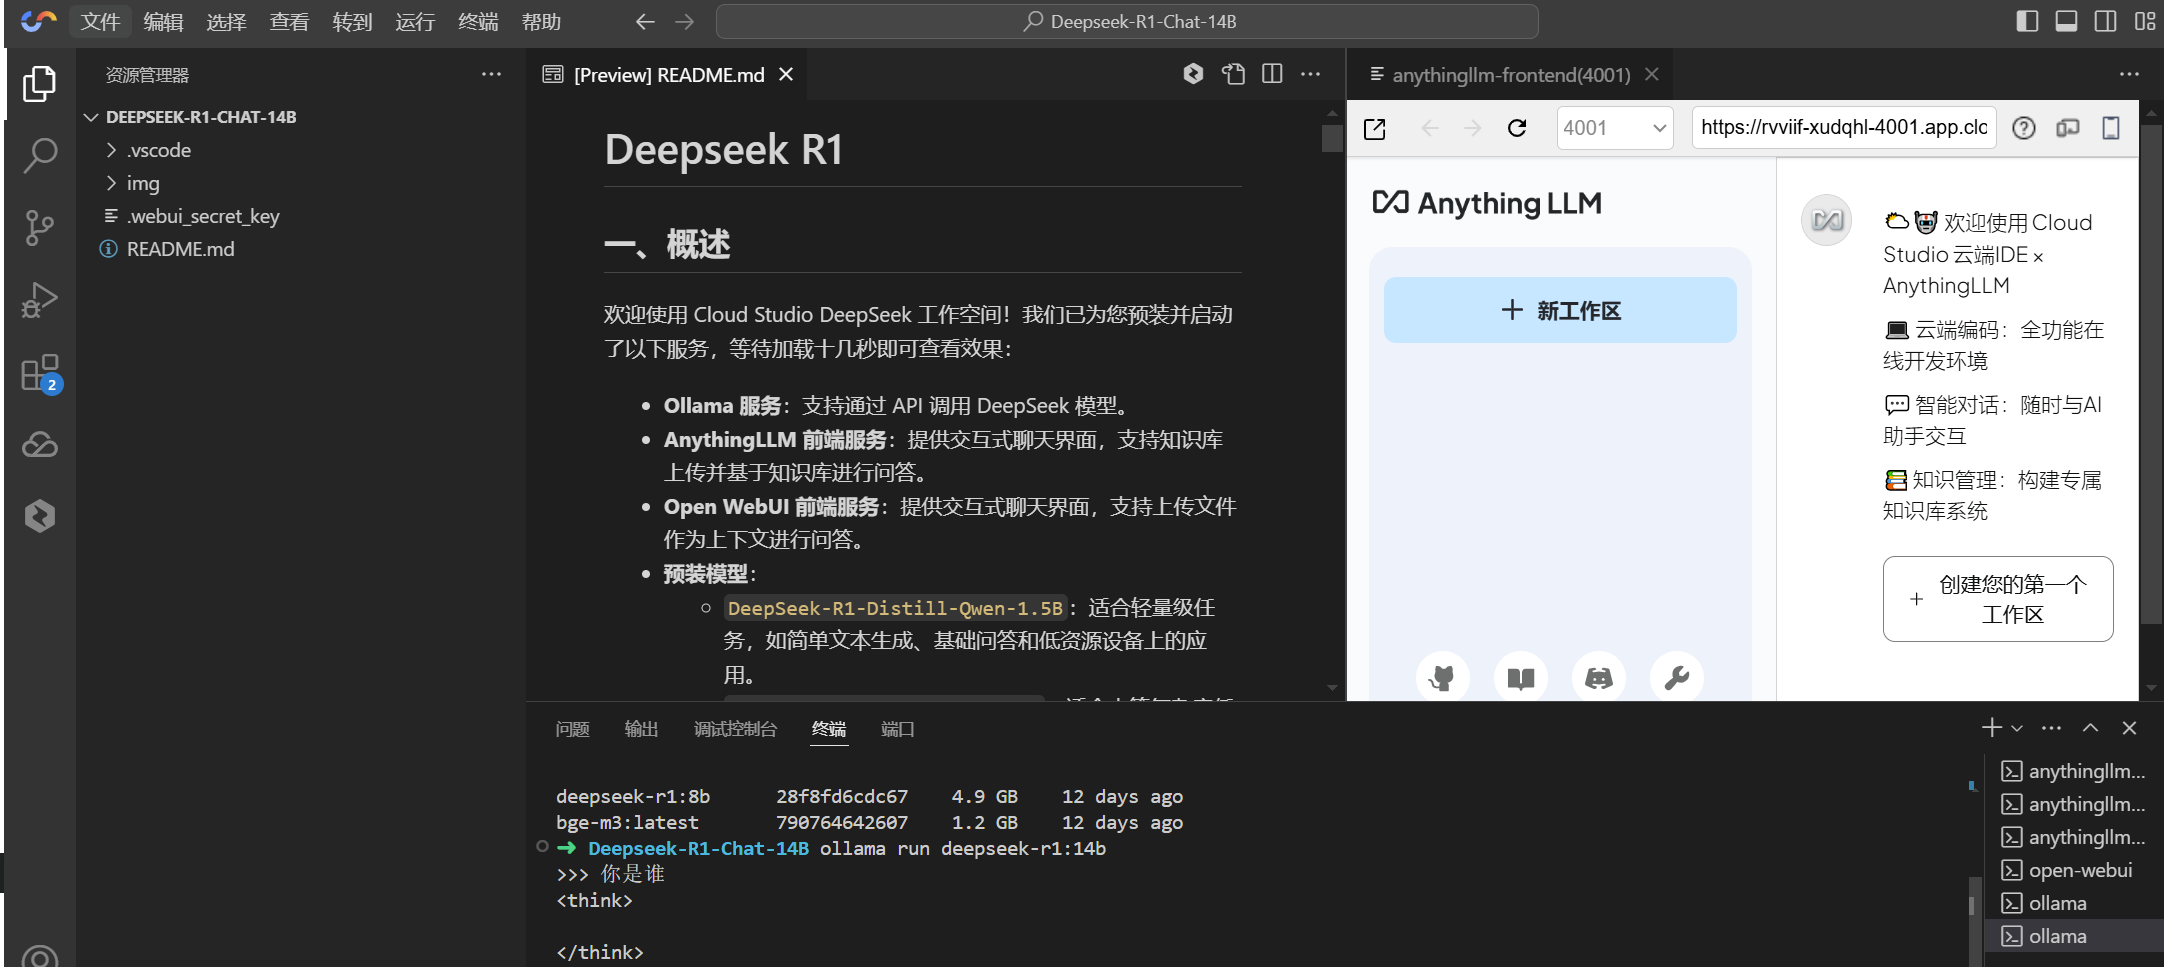 文件 编辑 选择 查看 转到 运行 终端 帮助
Deepseek-R1-Chat-14B
资源管理器
DEEPSEEK-R1-CHAT-14B
.vscode
img
.webui_secret_key
README.md
2
[Preview] README.md
Deepseek R1
一、概述
欢迎使用 Cloud Studio DeepSeek 工作空间！我们已为您预装并启动
了以下服务，等待加载十几秒即可查看效果：
• Ollama 服务：支持通过 API 调用 DeepSeek 模型。
• AnythingLLM 前端服务：提供交互式聊天界面，支持知识库
上传并基于知识库进行问答。
• Open WebUI 前端服务：提供交互式聊天界面，支持上传文件
作为上下文进行问答。
• 预装模型：
DeepSeek-R1-Distill-Qwen-1.5B：适合轻量级任
务，如简单文本生成、基础问答和低资源设备上的应
用。
anythingllm-frontend(4001)
4001
https://rvviif-xudqhl-4001.app.clo
Anything LLM
新工作区
欢迎使用 Cloud
Studio 云端IDE ×
AnythingLLM
云端编码：全功能在
线开发环境
智能对话：随时与AI
助手交互
知识管理：构建专属
知识库系统
+ 创建您的第一个
工作区
问题 输出 调试控制台 终端 端口
deepseek-r1:8b 28f8fd6cdc67 4.9 GB 12 days ago
bge-m3:latest 790764642607 1.2 GB 12 days ago
➜ Deepseek-R1-Chat-14B ollama run deepseek-r1:14b
>>> 你是谁
<think>
</think>
anythingllm...
anythingllm...
anythingllm...
open-webui
ollama
ollama